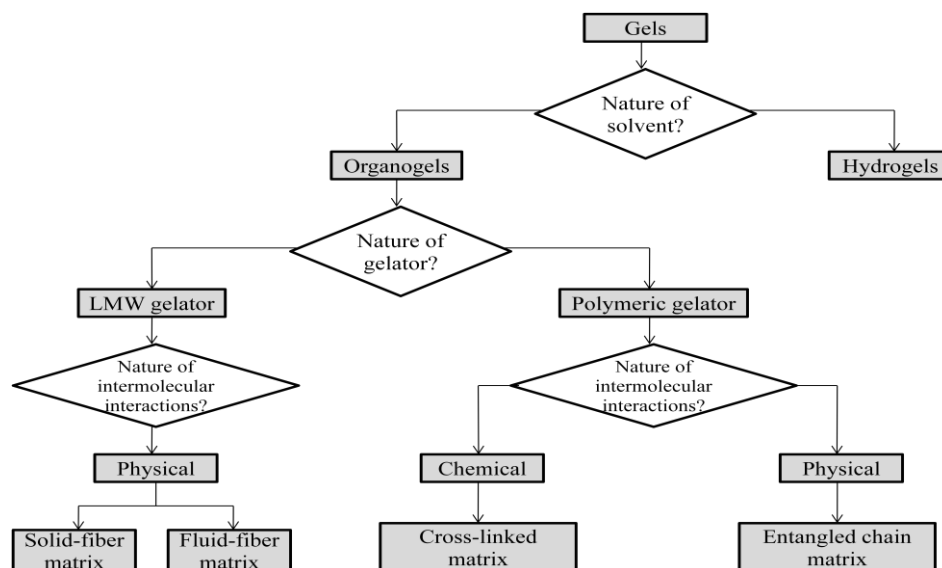 Gels
Nature of
solvent?
Organogels
Hydrogels
Nature of
gelator?
LMW gelator
Polymeric gelator
Nature of
intermolecular
interactions?
Nature of
intermolecular
interactions?
Physical
Chemical
Physical
Solid-fiber
matrix
Fluid-fiber
matrix
Cross-linked
matrix
Entangled chain
matrix